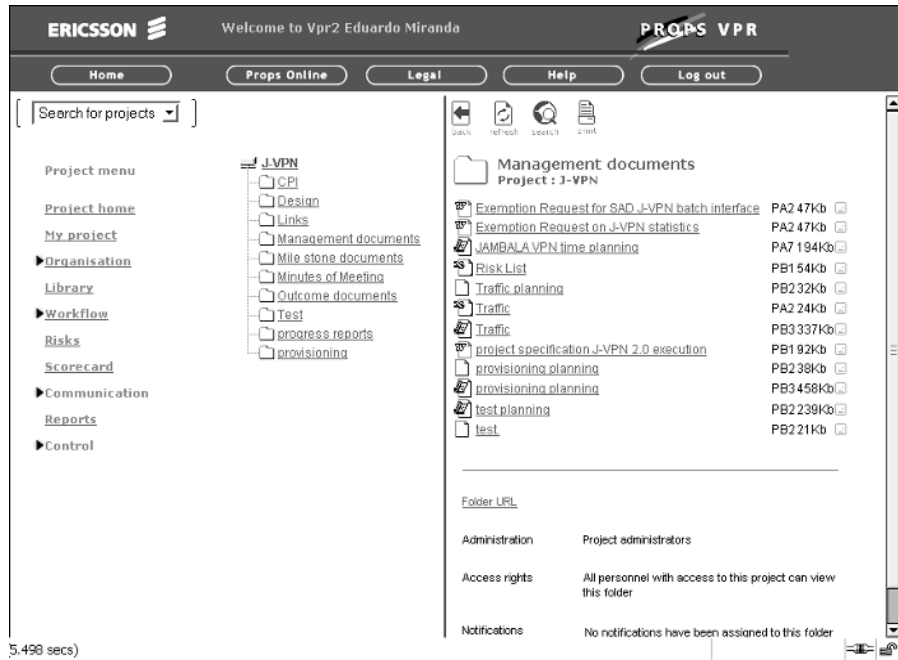 ERICSSON
Welcome to Vpr2 Eduardo Miranda
PROPS VPR
Home
Props Online
Legal
Help
Log out
Search for projects
back
refresh
search
print
Project menu
Project home
My project
Organisation
Library
Workflow
Risks
Scorecard
Communication
Reports
Control
J-VPN
CPI
Design
Links
Management documents
Mile stone documents
Minutes of Meeting
Outcome documents
Test
progress reports
provisioning
Management documents
Project : J-VPN
Exemption Request for SAD J-VPN batch interface PA2 47Kb
Exemption Request on J-VPN statistics PA2 47Kb
JAMBALA VPN time planning PA7 194Kb
Risk List PB1 54Kb
Traffic planning PB2 32Kb
Traffic PA2 24Kb
Traffic PB3 337Kb
project specification J-VPN 2.0 execution PB1 92Kb
provisioning planning PB2 38Kb
provisioning planning PB3 458Kb
test planning PB2 239Kb
test PB2 21Kb
Folder URL
Administration Project administrators
Access rights All personnel with access to this project can view
this folder
Notifications No notifications have been assigned to this folder
5.498 secs)